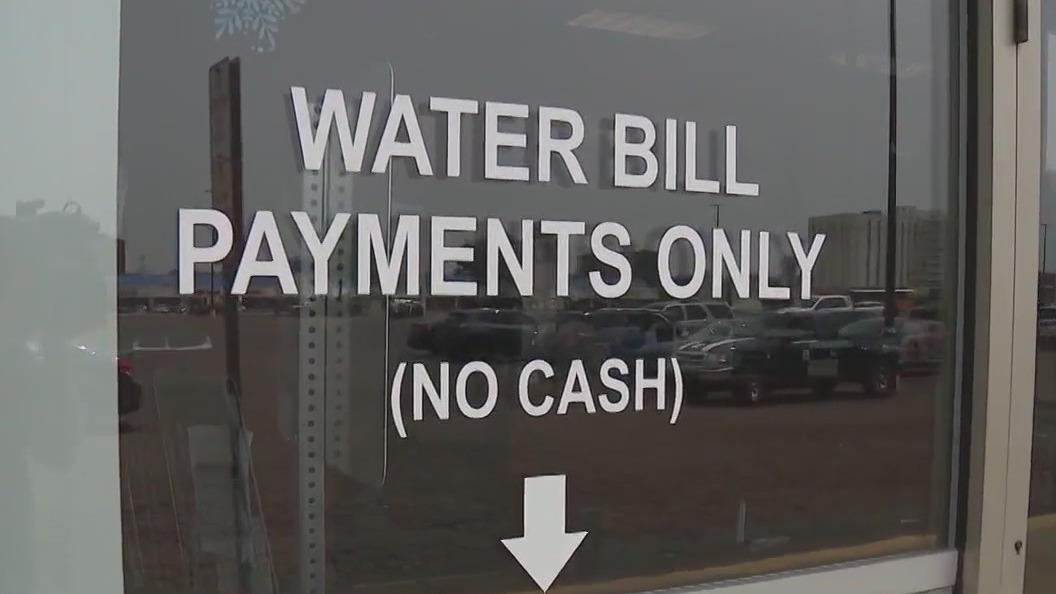 WATER BILL
PAYMENTS ONLY
(NO CASH)